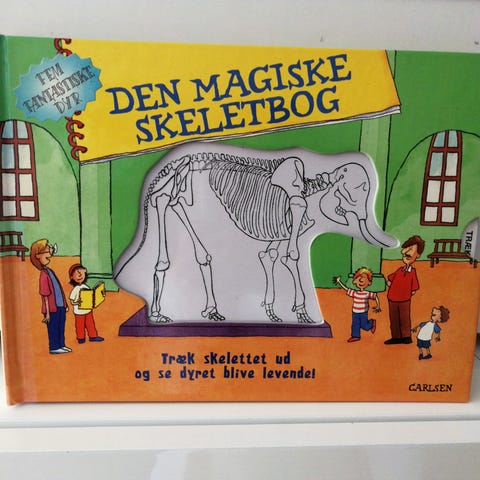 FEM
FANTASTISKE
DYR
DEN MAGISKE
SKELETBOG
TRÆK
Træk skelettet ud
og se dyret blive levende!
CARLSEN